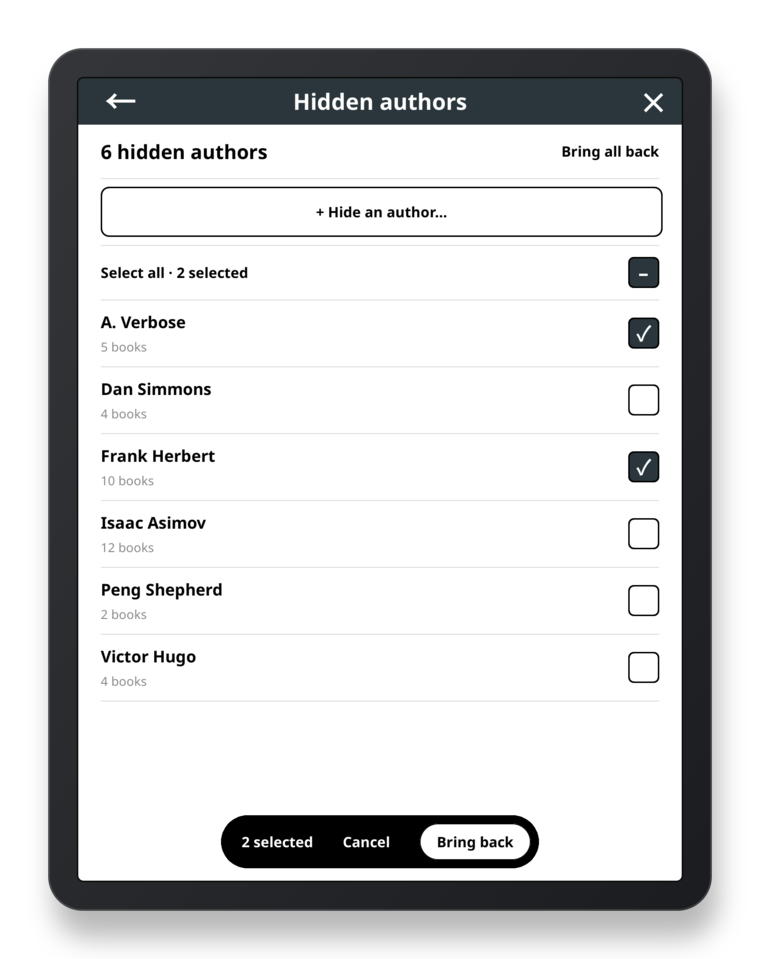 Hidden authors
6 hidden authors
Bring all back
+ Hide an author...
Select all · 2 selected
A. Verbose
5 books
Dan Simmons
4 books
Frank Herbert
10 books
Isaac Asimov
12 books
Peng Shepherd
2 books
Victor Hugo
4 books
2 selected Cancel Bring back